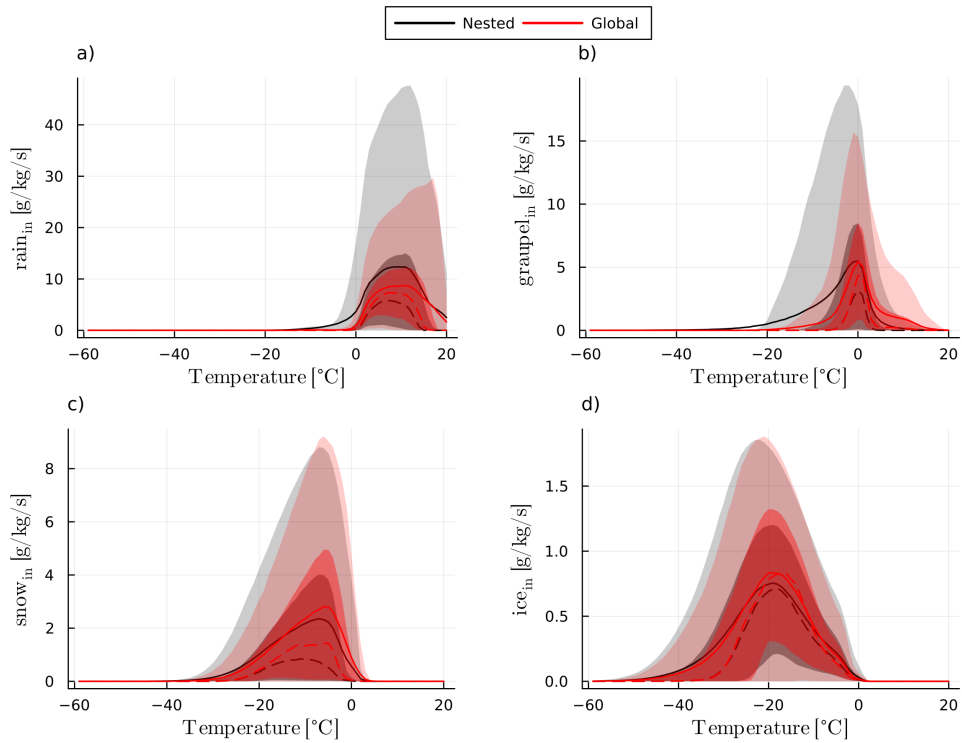 Nested Global
a) b)
rain_in [g/kg/s]
40
30
20
10
0
−60 −40 −20 0 20
Temperature [°C]
graupel_in [g/kg/s]
15
10
5
0
−60 −40 −20 0 20
Temperature [°C]
c) d)
snow_in [g/kg/s]
8
6
4
2
0
−60 −40 −20 0 20
Temperature [°C]
ice_in [g/kg/s]
1.5
1.0
0.5
0.0
−60 −40 −20 0 20
Temperature [°C]